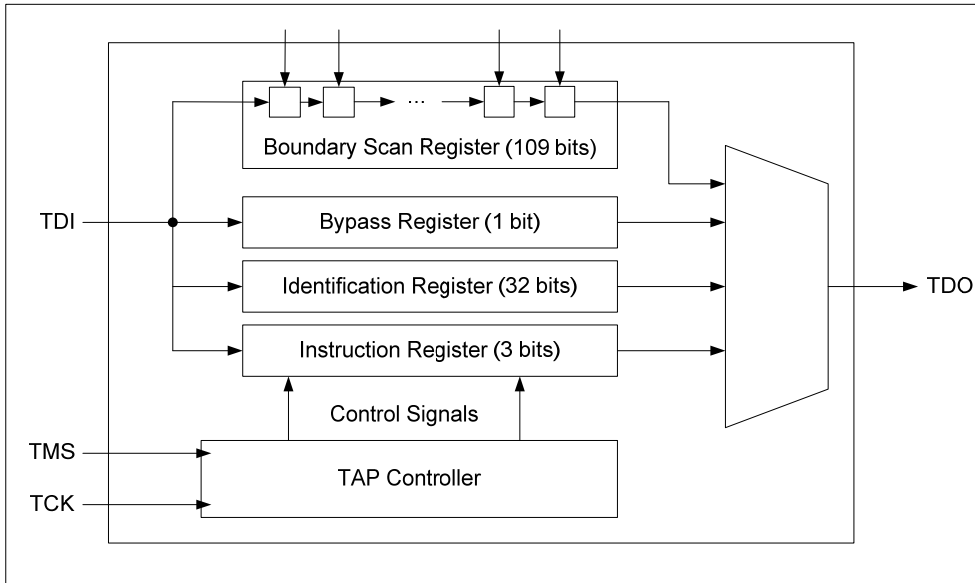 ...
Boundary Scan Register (109 bits)
TDI
Bypass Register (1 bit)
Identification Register (32 bits)
TDO
Instruction Register (3 bits)
Control Signals
TMS
TAP Controller
TCK